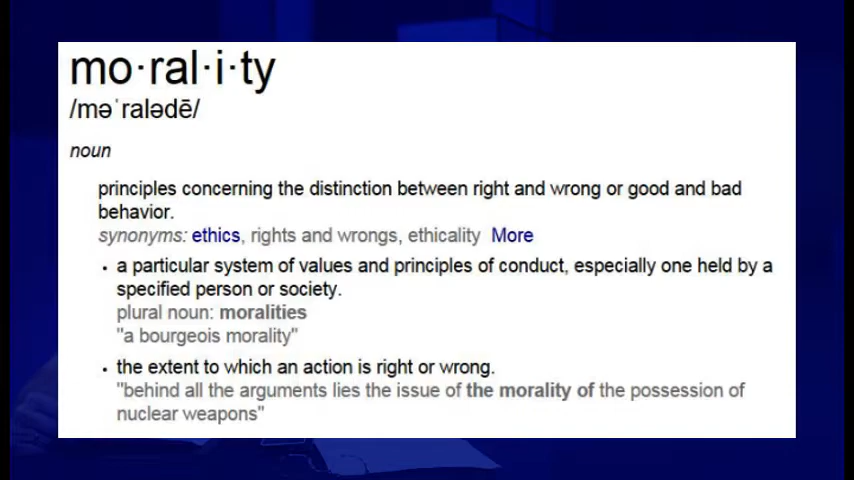 mo·ral·i·ty
/məˈralədē/
noun
principles concerning the distinction between right and wrong or good and bad
behavior.
synonyms: ethics, rights and wrongs, ethicality More
• a particular system of values and principles of conduct, especially one held by a
specified person or society.
plural noun: moralities
"a bourgeois morality"
• the extent to which an action is right or wrong.
"behind all the arguments lies the issue of the morality of the possession of
nuclear weapons"